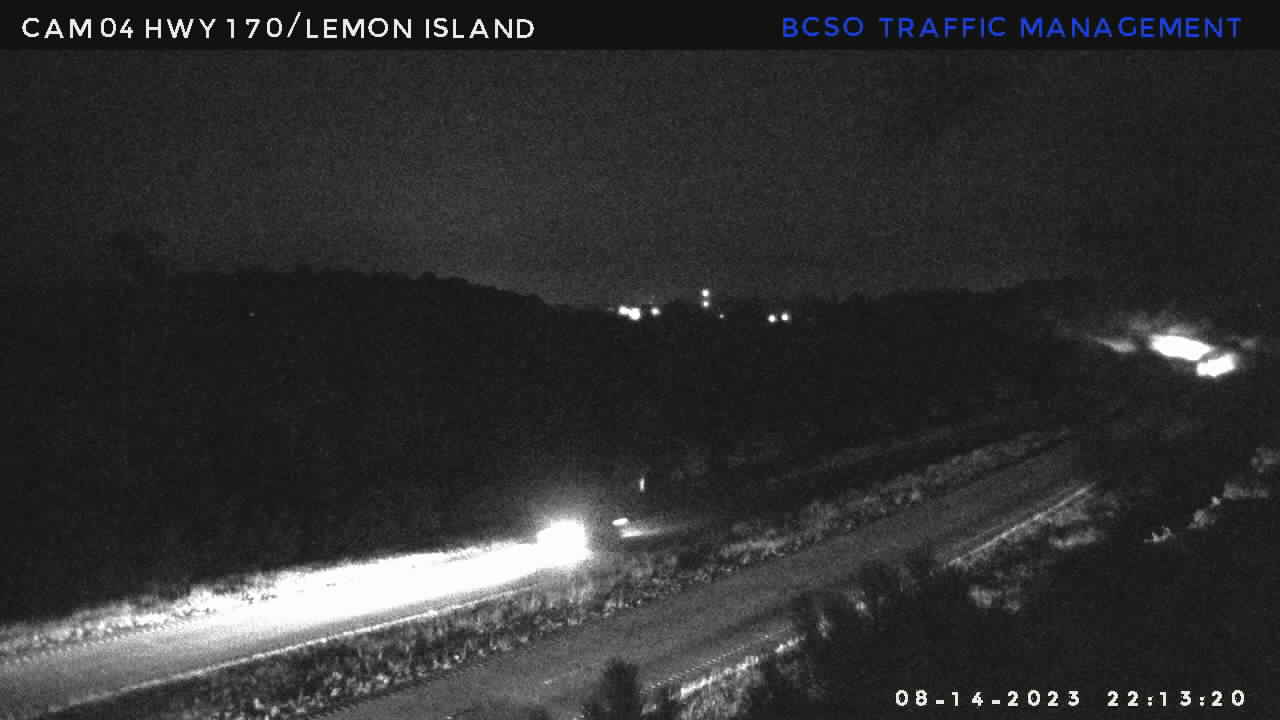 CAM 04 HWY 170/LEMON ISLAND
BCSO TRAFFIC MANAGEMENT
08-14-2023 22:13:20